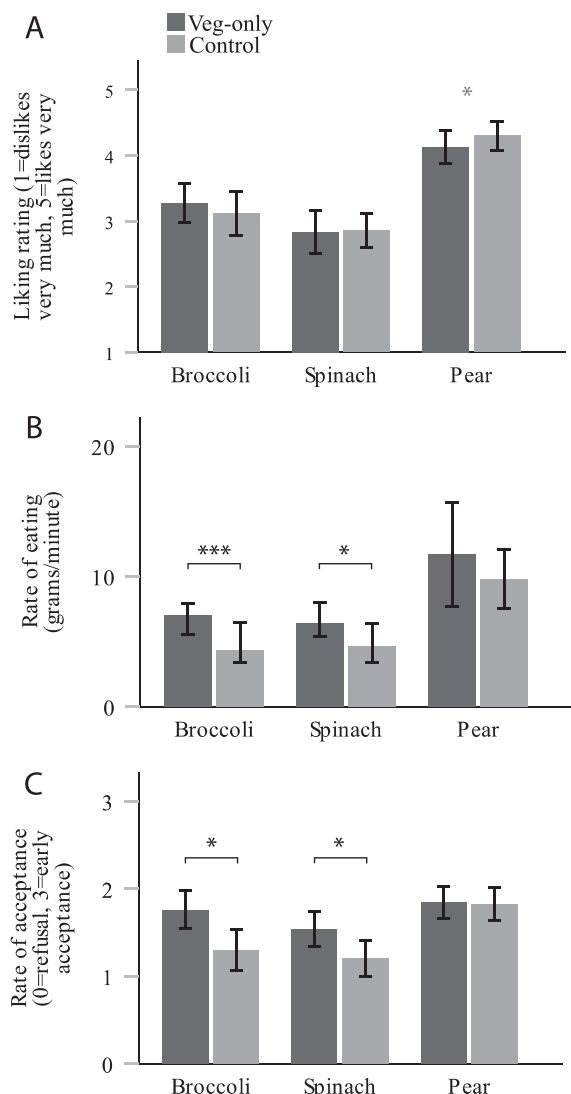 A
Veg-only
Control
Liking rating (1=dislikes
very much, 5=likes very
much)
5
*
4
3
2
1
Broccoli Spinach Pear
B
Rate of eating
(grams/minute)
20
*** *
10
0
Broccoli Spinach Pear
C
Rate of acceptance
(0=refusal, 3=early
acceptance)
3
* *
2
1
0
Broccoli Spinach Pear